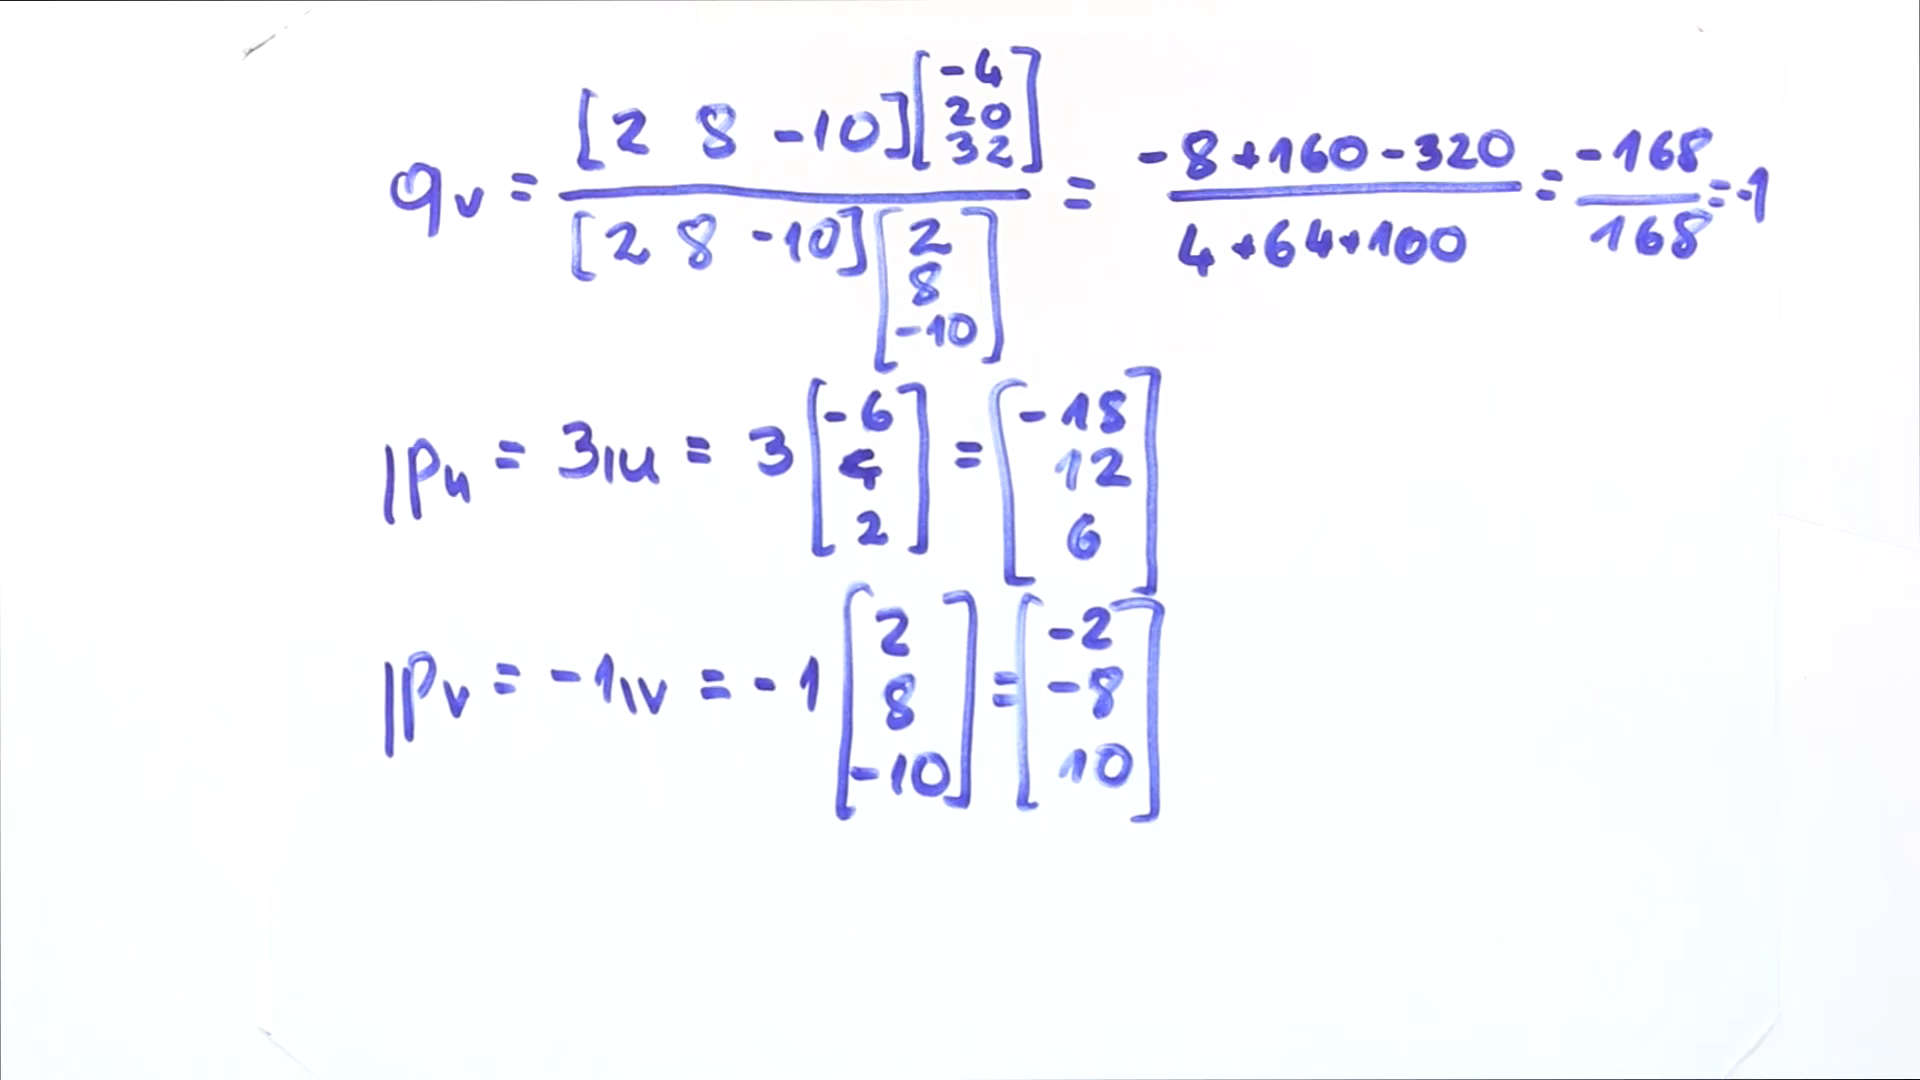 qv = [2 8 -10][-4 20 32] / [2 8 -10][2 8 -10] = -8+160-320 / 4+64+100 = -168 / 168 = -1
|pu = 3|u = 3[-6 4 2] = [-18 12 6]
|pv = -1|v = -1[2 8 -10] = [-2 -8 10]